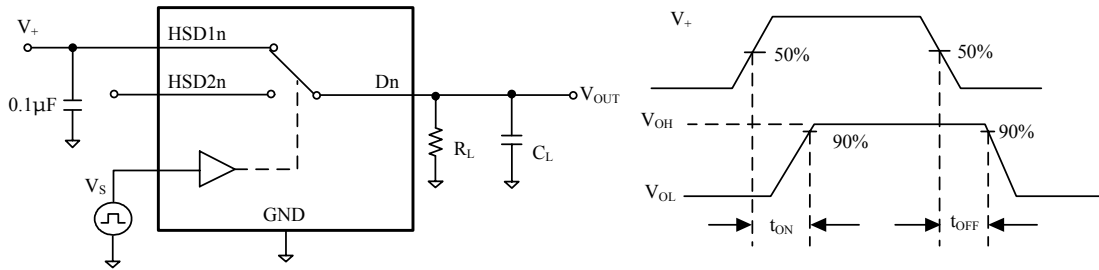 V+
HSD1n
HSD2n
Dn
VOUT
0.1µF
RL
CL
VS
GND
V+
50%
50%
VOH
90%
90%
VOL
tON
tOFF